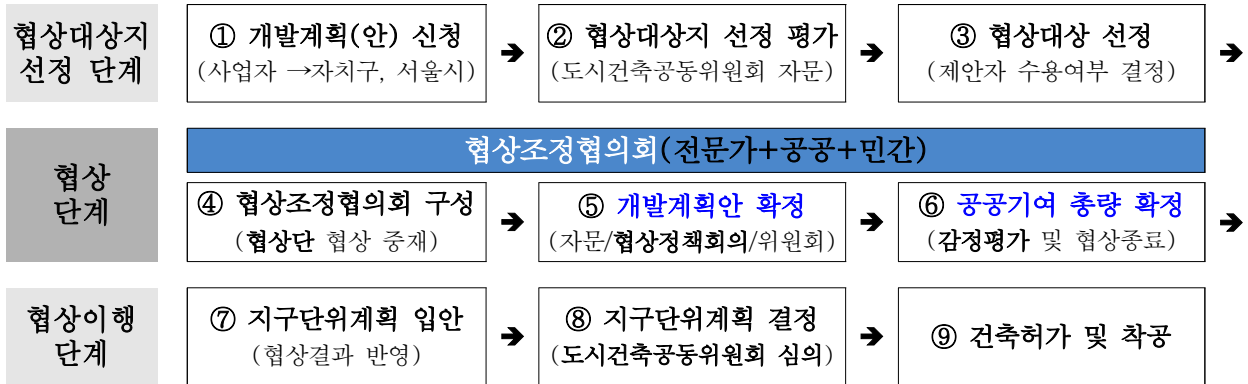 협상대상지
선정 단계
① 개발계획(안) 신청
(사업자 →자치구, 서울시)
➔
② 협상대상지 선정 평가
(도시건축공동위원회 자문)
➔
③ 협상대상 선정
(제안자 수용여부 결정)
➔
협상
단계
협상조정협의회(전문가+공공+민간)
④ 협상조정협의회 구성
(협상단 협상 중재)
➔
⑤ 개발계획안 확정
(자문/협상정책회의/위원회)
➔
⑥ 공공기여 총량 확정
(감정평가 및 협상종료)
➔
협상이행
단계
⑦ 지구단위계획 입안
(협상결과 반영)
➔
⑧ 지구단위계획 결정
(도시건축공동위원회 심의)
➔
⑨ 건축허가 및 착공